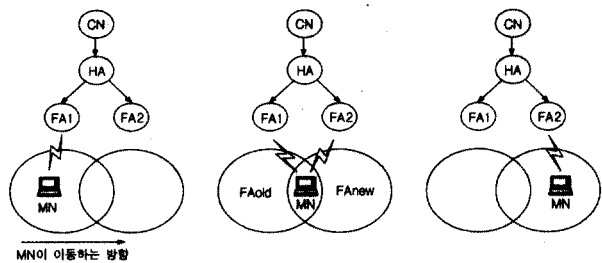 CN CN CN
HA HA HA
FA1 FA2 FA1 FA2 FA1 FA2
FAold FAnew
MN MN MN
MN이 이동하는 방향